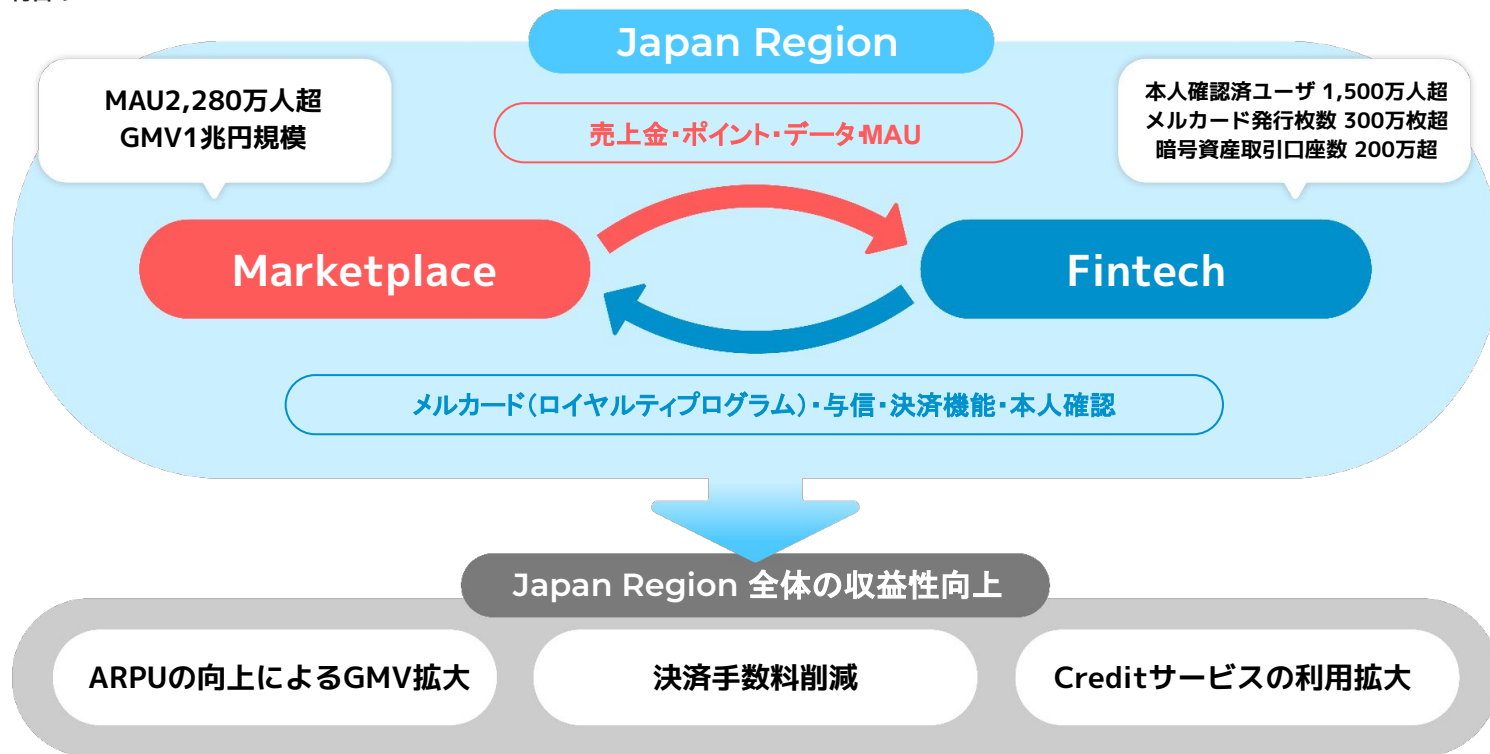 Japan Region
MAU2,280万人超
GMV1兆円規模
売上金・ポイント・データ・MAU
本人確認済ユーザ 1,500万人超
メルカード発行枚数 300万枚超
暗号資産取引口座数 200万超
Marketplace
Fintech
メルカード(ロイヤルティプログラム)・与信・決済機能・本人確認
Japan Region 全体の収益性向上
ARPUの向上によるGMV拡大
決済手数料削減
Creditサービスの利用拡大